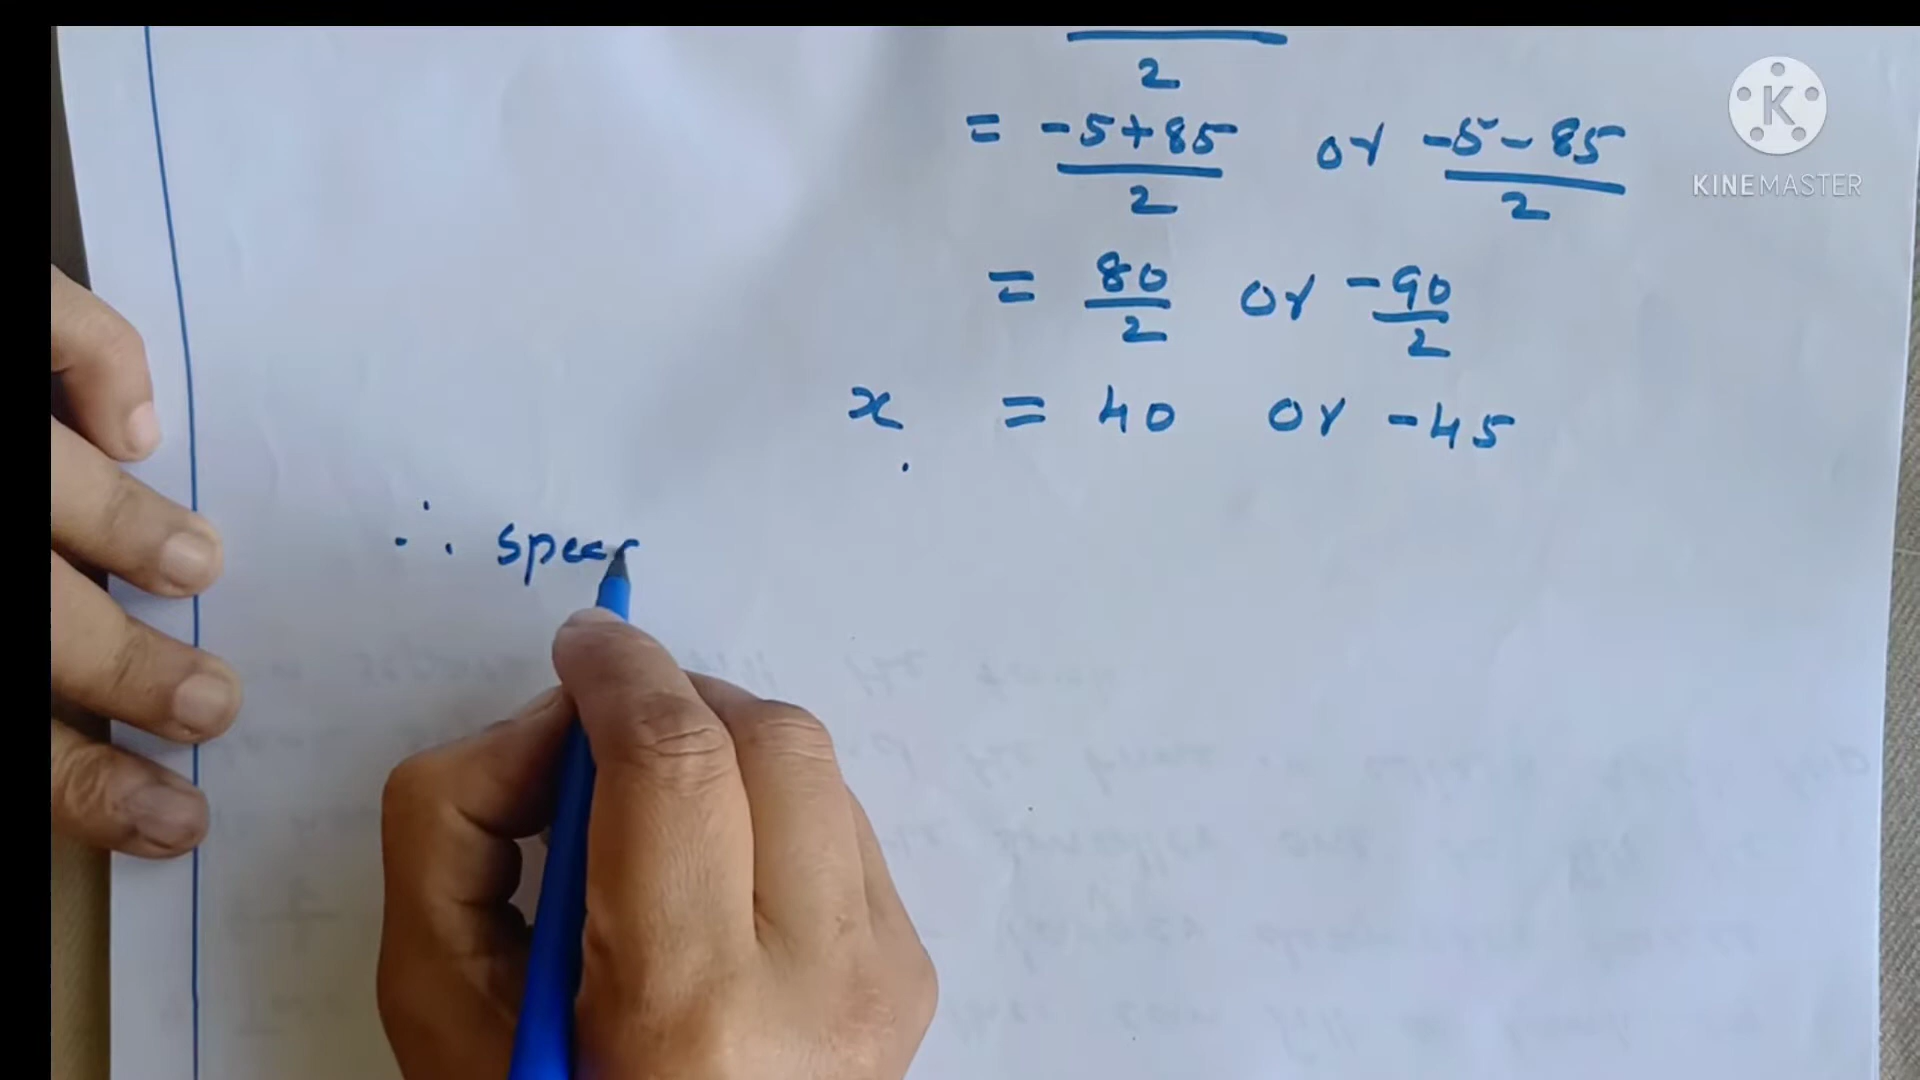 2
= -5+85 or -5-85
2 2
= 80 or -90
2 2
x = 40 or -45
∴ spee
K
KINEMASTER